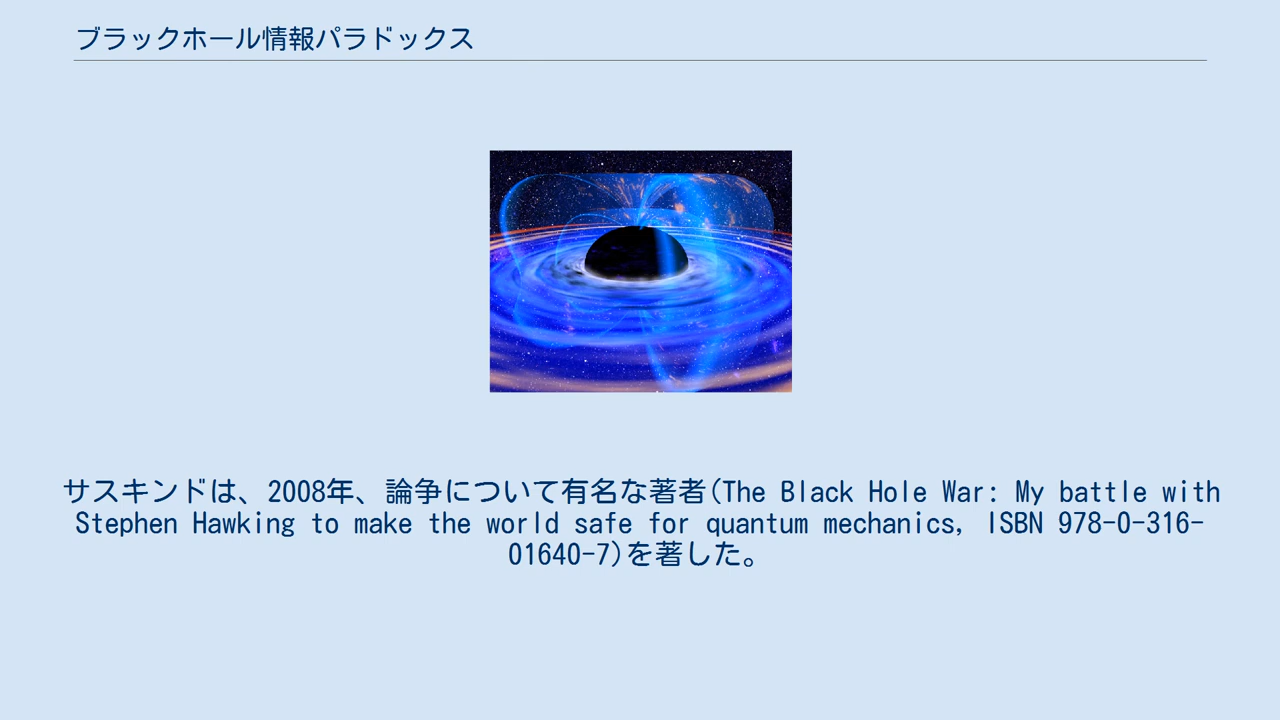 ブラックホール情報パラドックス
サスキンドは、2008年、論争について有名な著者(The Black Hole War: My battle with
Stephen Hawking to make the world safe for quantum mechanics, ISBN 978-0-316-
01640-7)を著した。